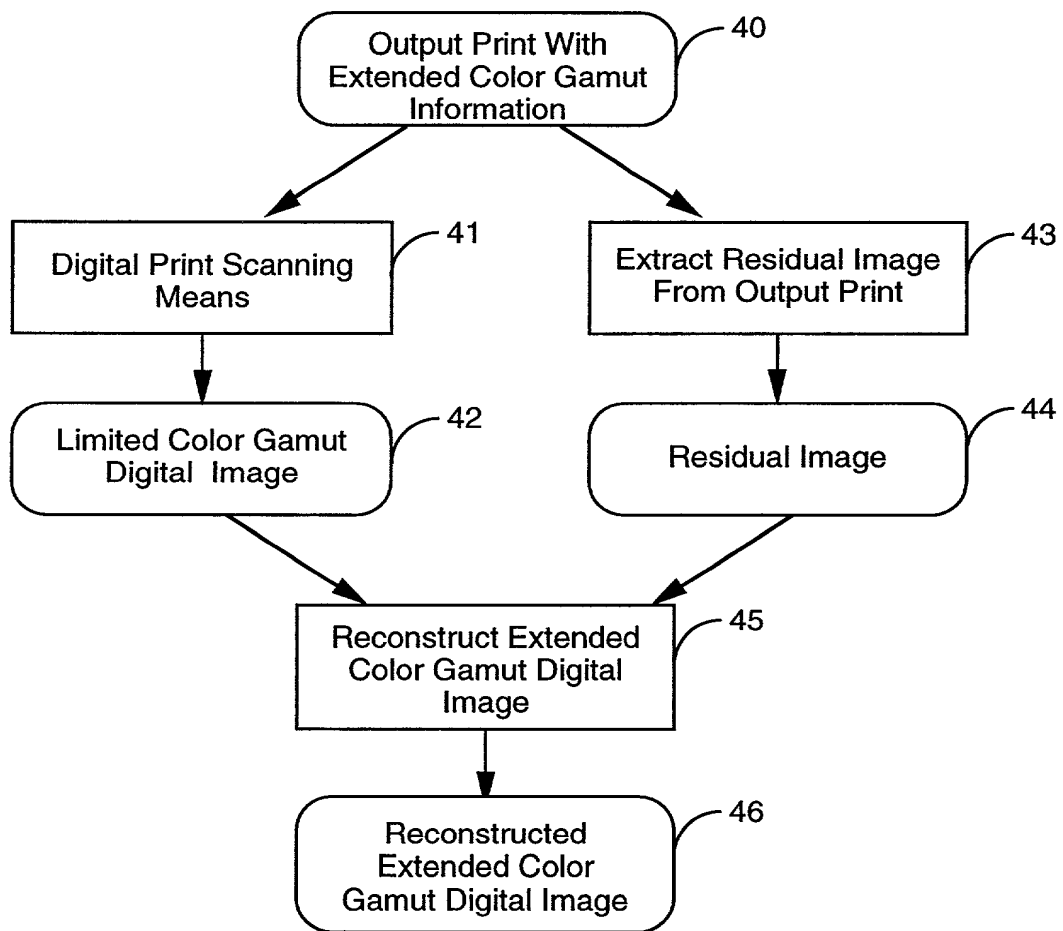 Output Print With
Extended Color Gamut
Information
40
Digital Print Scanning
Means
41
Extract Residual Image
From Output Print
43
Limited Color Gamut
Digital Image
42
Residual Image
44
Reconstruct Extended
Color Gamut Digital
Image
45
Reconstructed
Extended Color
Gamut Digital Image
46